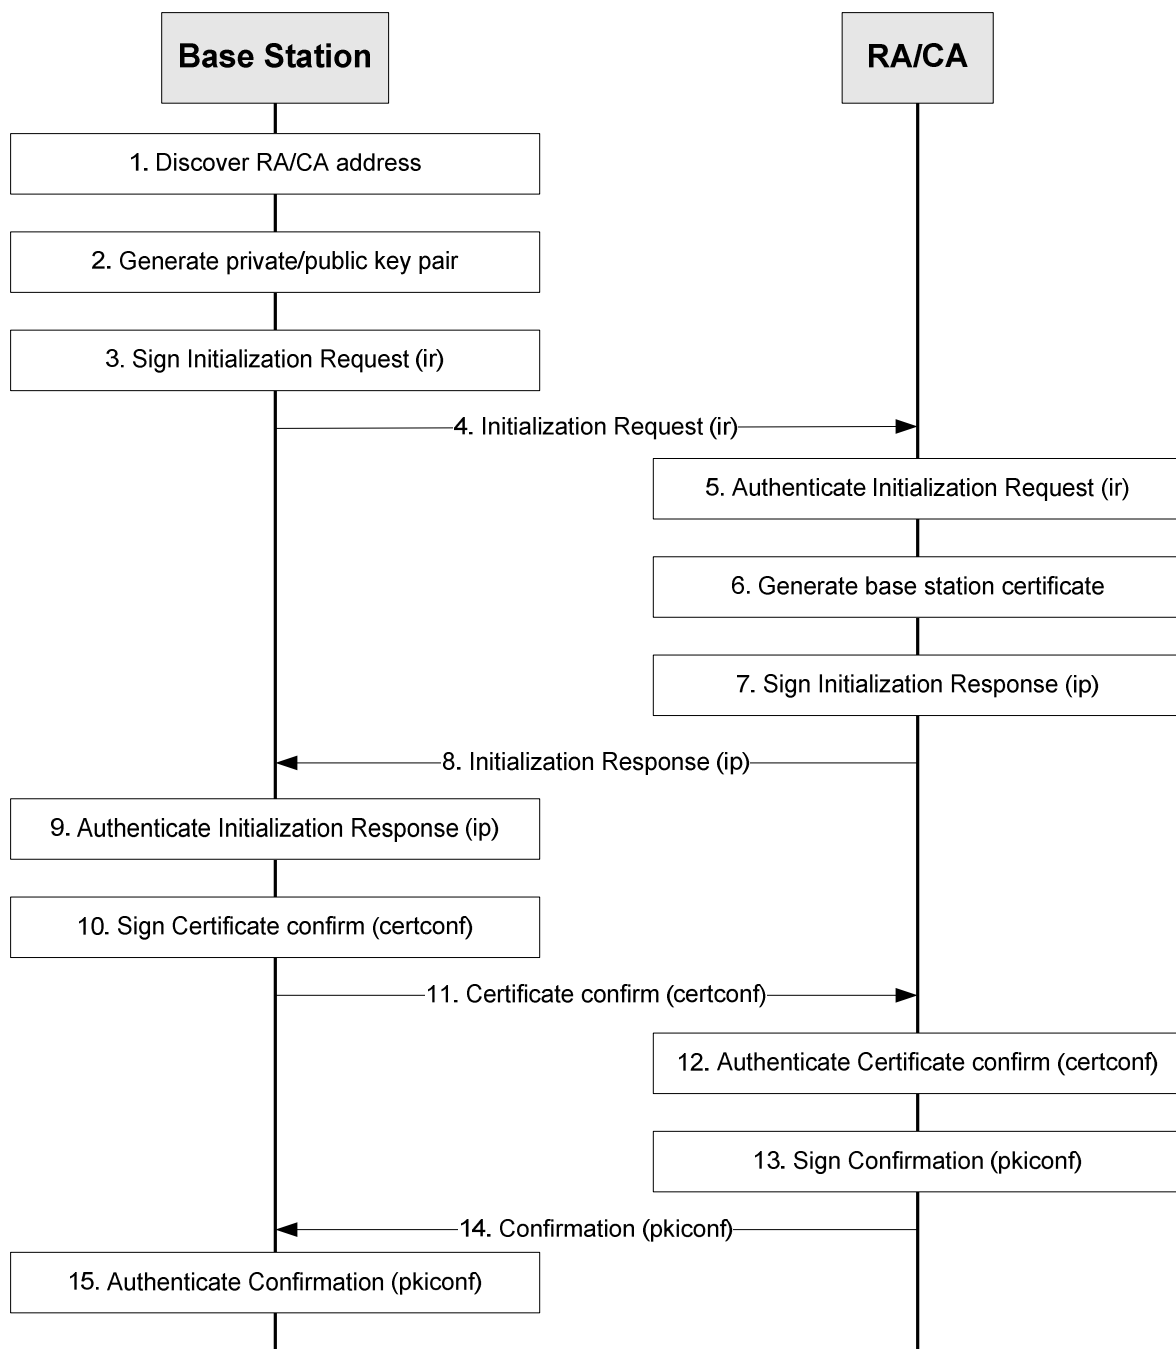 Base Station
RA/CA
1. Discover RA/CA address
2. Generate private/public key pair
3. Sign Initialization Request (ir)
4. Initialization Request (ir)
5. Authenticate Initialization Request (ir)
6. Generate base station certificate
7. Sign Initialization Response (ip)
8. Initialization Response (ip)
9. Authenticate Initialization Response (ip)
10. Sign Certificate confirm (certconf)
11. Certificate confirm (certconf)
12. Authenticate Certificate confirm (certconf)
13. Sign Confirmation (pkiconf)
14. Confirmation (pkiconf)
15. Authenticate Confirmation (pkiconf)